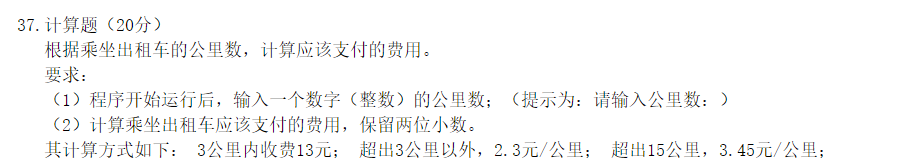 37.计算题（20分）
根据乘坐出租车的公里数，计算应该支付的费用。
要求：
（1）程序开始运行后，输入一个数字（整数）的公里数；（提示为：请输入公里数：）
（2）计算乘坐出租车应该支付的费用，保留两位小数。
其计算方式如下： 3公里内收费13元； 超出3公里以外，2.3元/公里； 超出15公里，3.45元/公里；